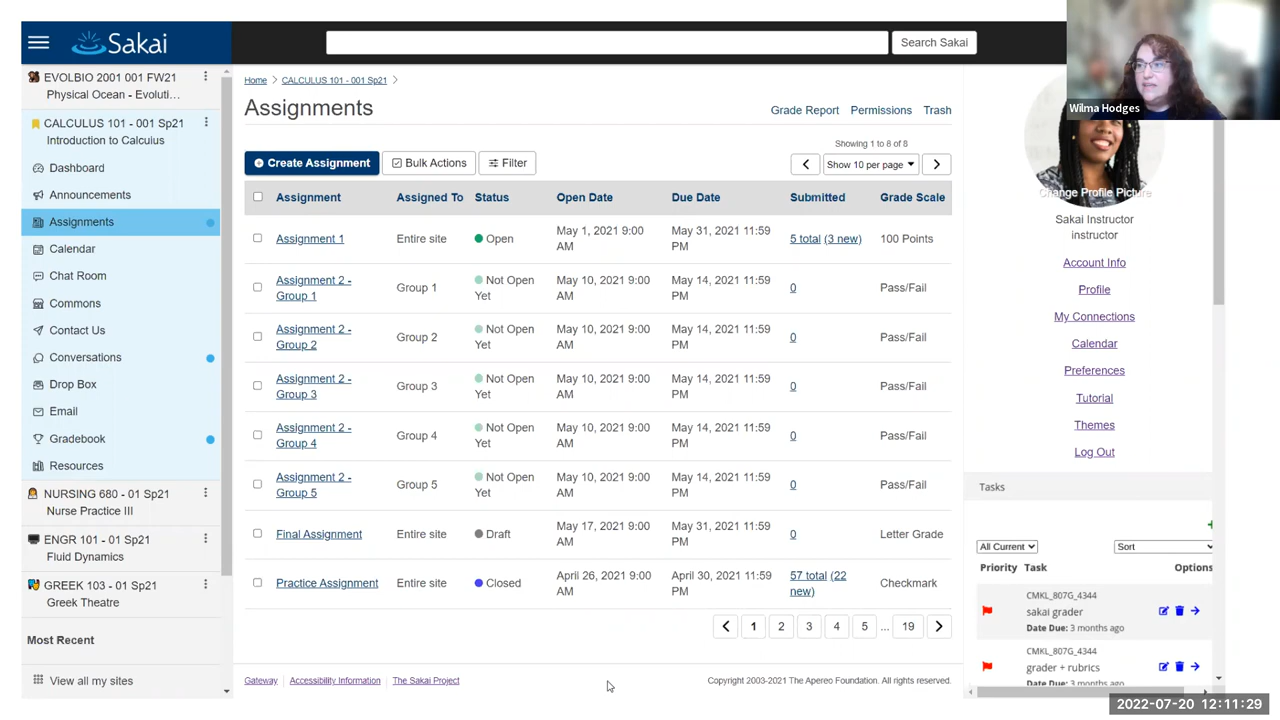 Sakai
Search Sakai
Wilma Hodges
EVOLBIO 2001 001 FW21
Physical Ocean - Evoluti…
CALCULUS 101 - 001 Sp21
Introduction to Calculus
Dashboard
Announcements
Assignments
Calendar
Chat Room
Commons
Contact Us
Conversations
Drop Box
Email
Gradebook
Resources
NURSING 680 - 01 Sp21
Nurse Practice III
ENGR 101 - 01 Sp21
Fluid Dynamics
GREEK 103 - 01 Sp21
Greek Theatre
Most Recent
View all my sites
Home > CALCULUS 101 - 001 Sp21 >
Assignments
Grade Report Permissions Trash
Showing 1 to 8 of 8
Create Assignment Bulk Actions Filter
Show 10 per page
Assignment Assigned To Status Open Date Due Date Submitted Grade Scale
Assignment 1 Entire site Open May 1, 2021 9:00 AM May 31, 2021 11:59 PM 5 total (3 new) 100 Points
Assignment 2 - Group 1 Group 1 Not Open Yet May 10, 2021 9:00 AM May 14, 2021 11:59 PM 0 Pass/Fail
Assignment 2 - Group 2 Group 2 Not Open Yet May 10, 2021 9:00 AM May 14, 2021 11:59 PM 0 Pass/Fail
Assignment 2 - Group 3 Group 3 Not Open Yet May 10, 2021 9:00 AM May 14, 2021 11:59 PM 0 Pass/Fail
Assignment 2 - Group 4 Group 4 Not Open Yet May 10, 2021 9:00 AM May 14, 2021 11:59 PM 0 Pass/Fail
Assignment 2 - Group 5 Group 5 Not Open Yet May 10, 2021 9:00 AM May 14, 2021 11:59 PM 0 Pass/Fail
Final Assignment Entire site Draft May 17, 2021 9:00 AM May 31, 2021 11:59 PM 0 Letter Grade
Practice Assignment Entire site Closed April 26, 2021 9:00 AM April 30, 2021 11:59 PM 57 total (22 new) Checkmark
1 2 3 4 5 ... 19
Gateway Accessibility Information The Sakai Project
Copyright 2003-2021 The Apereo Foundation. All rights reserved.
Change Profile Picture
Sakai Instructor
instructor
Account Info
Profile
My Connections
Calendar
Preferences
Tutorial
Themes
Log Out
Tasks
All Current Sort
Priority Task Options
CMKL_807G_4344
sakai grader
Date Due: 3 months ago
CMKL_807G_4344
grader + rubrics
Date Due: 3 months ago
2022-07-20 12:11:29